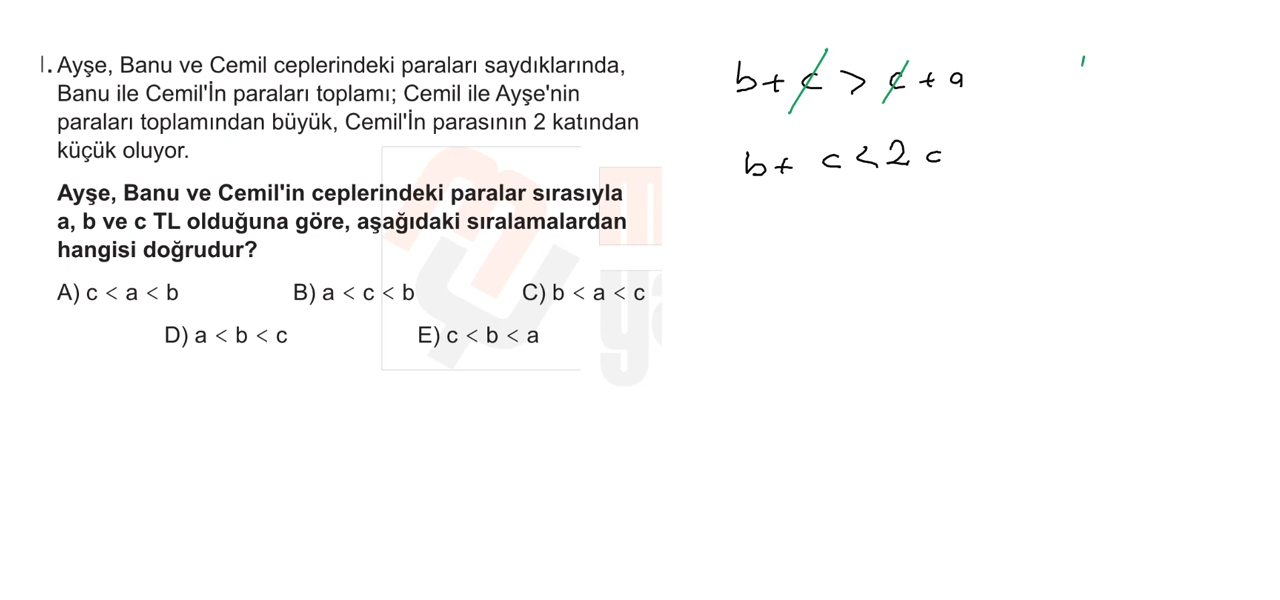 1. Ayşe, Banu ve Cemil ceplerindeki paraları saydıklarında,
Banu ile Cemil'İn paraları toplamı; Cemil ile Ayşe'nin
paraları toplamından büyük, Cemil'İn parasının 2 katından
küçük oluyor.
Ayşe, Banu ve Cemil'in ceplerindeki paralar sırasıyla
a, b ve c TL olduğuna göre, aşağıdaki sıralamalardan
hangisi doğrudur?
A) c < a < b B) a < c < b C) b < a < c
D) a < b < c E) c < b < a
b + c > c + a
b + c < 2 c